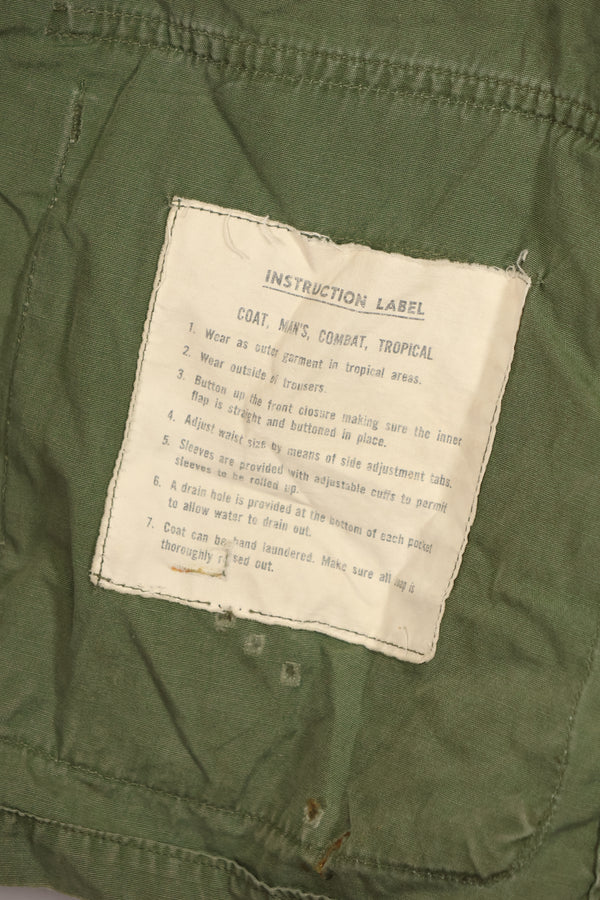 INSTRUCTION LABEL
COAT, MAN'S, COMBAT, TROPICAL
1. Wear as outer garment in tropical areas.
2. Wear outside of trousers.
3. Button up the front closure making sure the inner
flap is straight and buttoned in place.
4. Adjust waist size by means of side adjustment tabs.
5. Sleeves are provided with adjustable cuffs to permit
sleeves to be rolled up.
6. A drain hole is provided at the bottom of each pocket
to allow water to drain out.
7. Coat can be hand laundered. Make sure all is
thoroughly sed out.